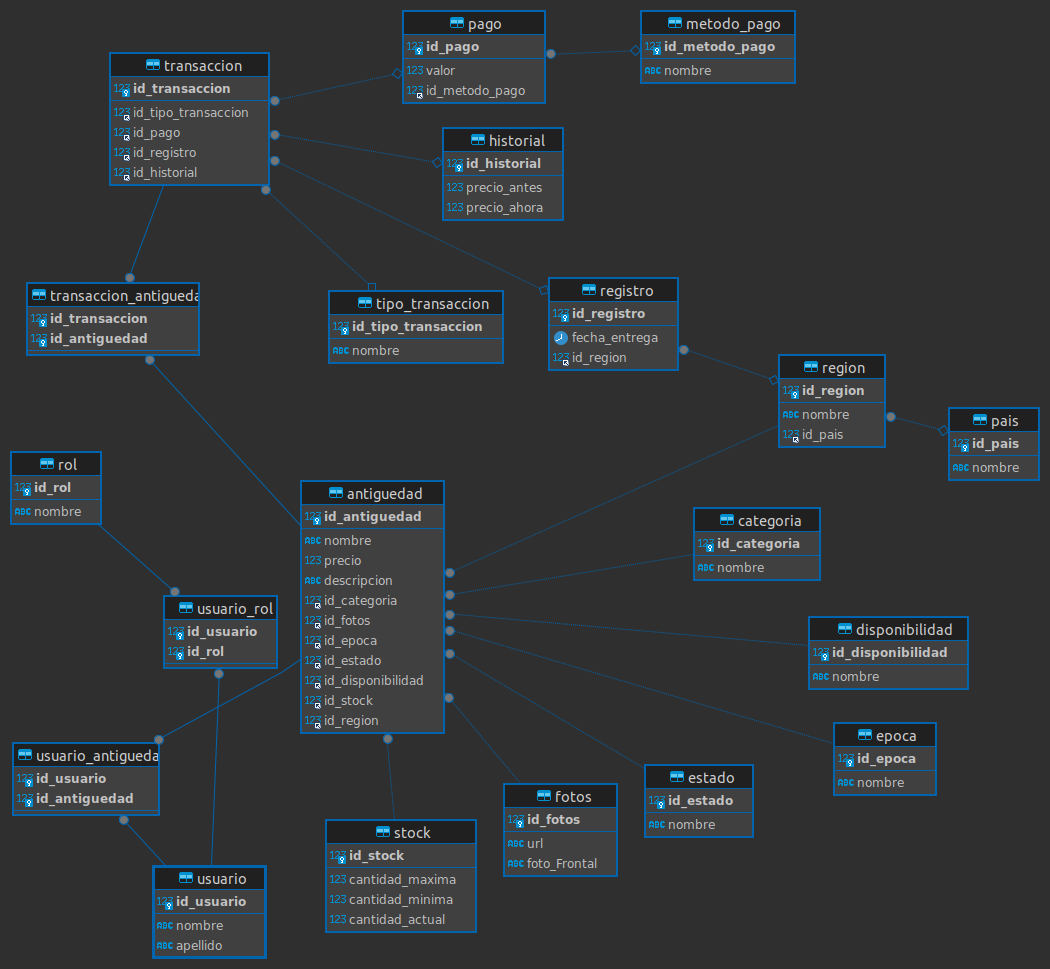 pago
123 id_pago
123 valor
123 id_metodo_pago
metodo_pago
123 id_metodo_pago
ABC nombre
transaccion
123 id_transaccion
123 id_tipo_transaccion
123 id_pago
123 id_registro
123 id_historial
historial
123 id_historial
123 precio_antes
123 precio_ahora
transaccion_antigueda
123 id_transaccion
123 id_antiguedad
tipo_transaccion
123 id_tipo_transaccion
ABC nombre
registro
123 id_registro
fecha_entrega
123 id_region
region
123 id_region
ABC nombre
123 id_pais
pais
123 id_pais
ABC nombre
rol
123 id_rol
ABC nombre
antiguedad
123 id_antiguedad
ABC nombre
123 precio
ABC descripcion
123 id_categoria
123 id_fotos
123 id_epoca
123 id_estado
123 id_disponibilidad
123 id_stock
123 id_region
categoria
123 id_categoria
ABC nombre
usuario_rol
123 id_usuario
123 id_rol
disponibilidad
123 id_disponibilidad
ABC nombre
usuario_antigueda
123 id_usuario
123 id_antiguedad
epoca
123 id_epoca
ABC nombre
estado
123 id_estado
ABC nombre
fotos
123 id_fotos
ABC url
ABC foto_Frontal
stock
123 id_stock
123 cantidad_maxima
123 cantidad_minima
123 cantidad_actual
usuario
123 id_usuario
ABC nombre
ABC apellido